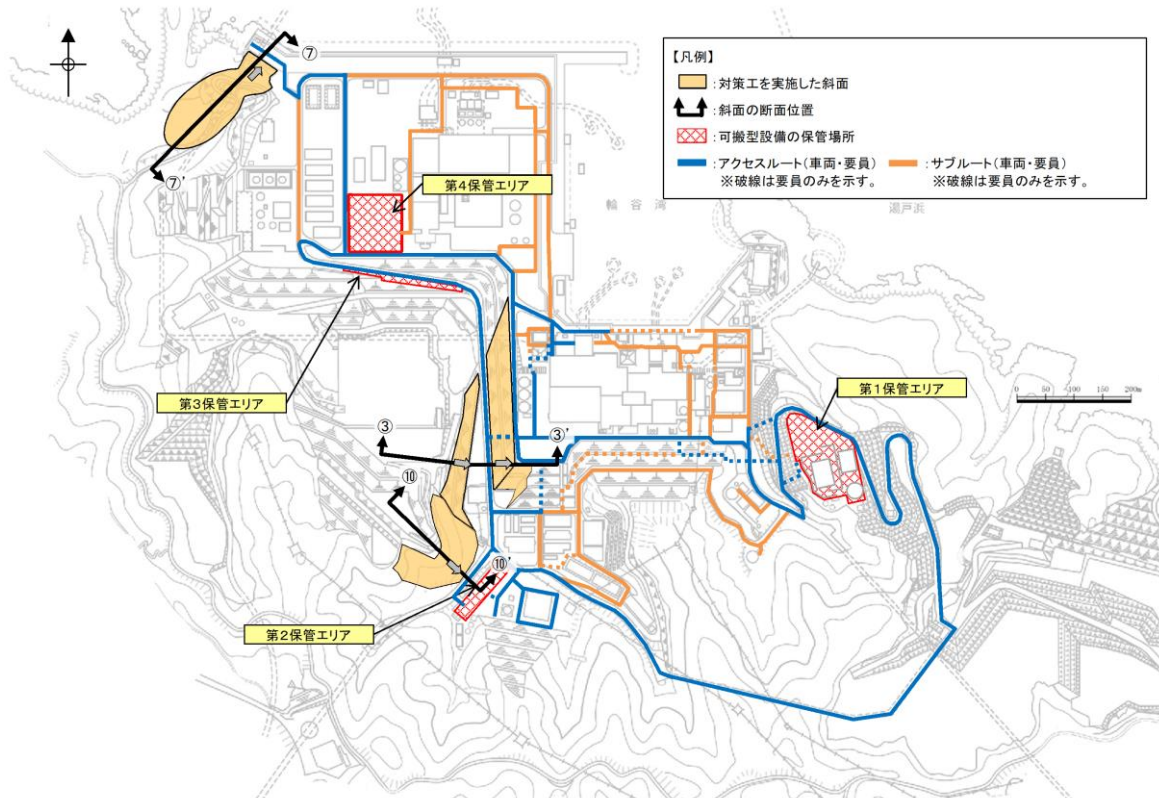 ⑦
⑦'
第4保管エリア
輪谷湾
湯戸浜
【凡例】
:対策工を実施した斜面
:斜面の断面位置
:可搬型設備の保管場所
:アクセスルート(車両・要員)
※破線は要員のみを示す。
:サブルート(車両・要員)
※破線は要員のみを示す。
第3保管エリア
第1保管エリア
0 50 100 200m
③
③'
⑩
⑩'
第2保管エリア